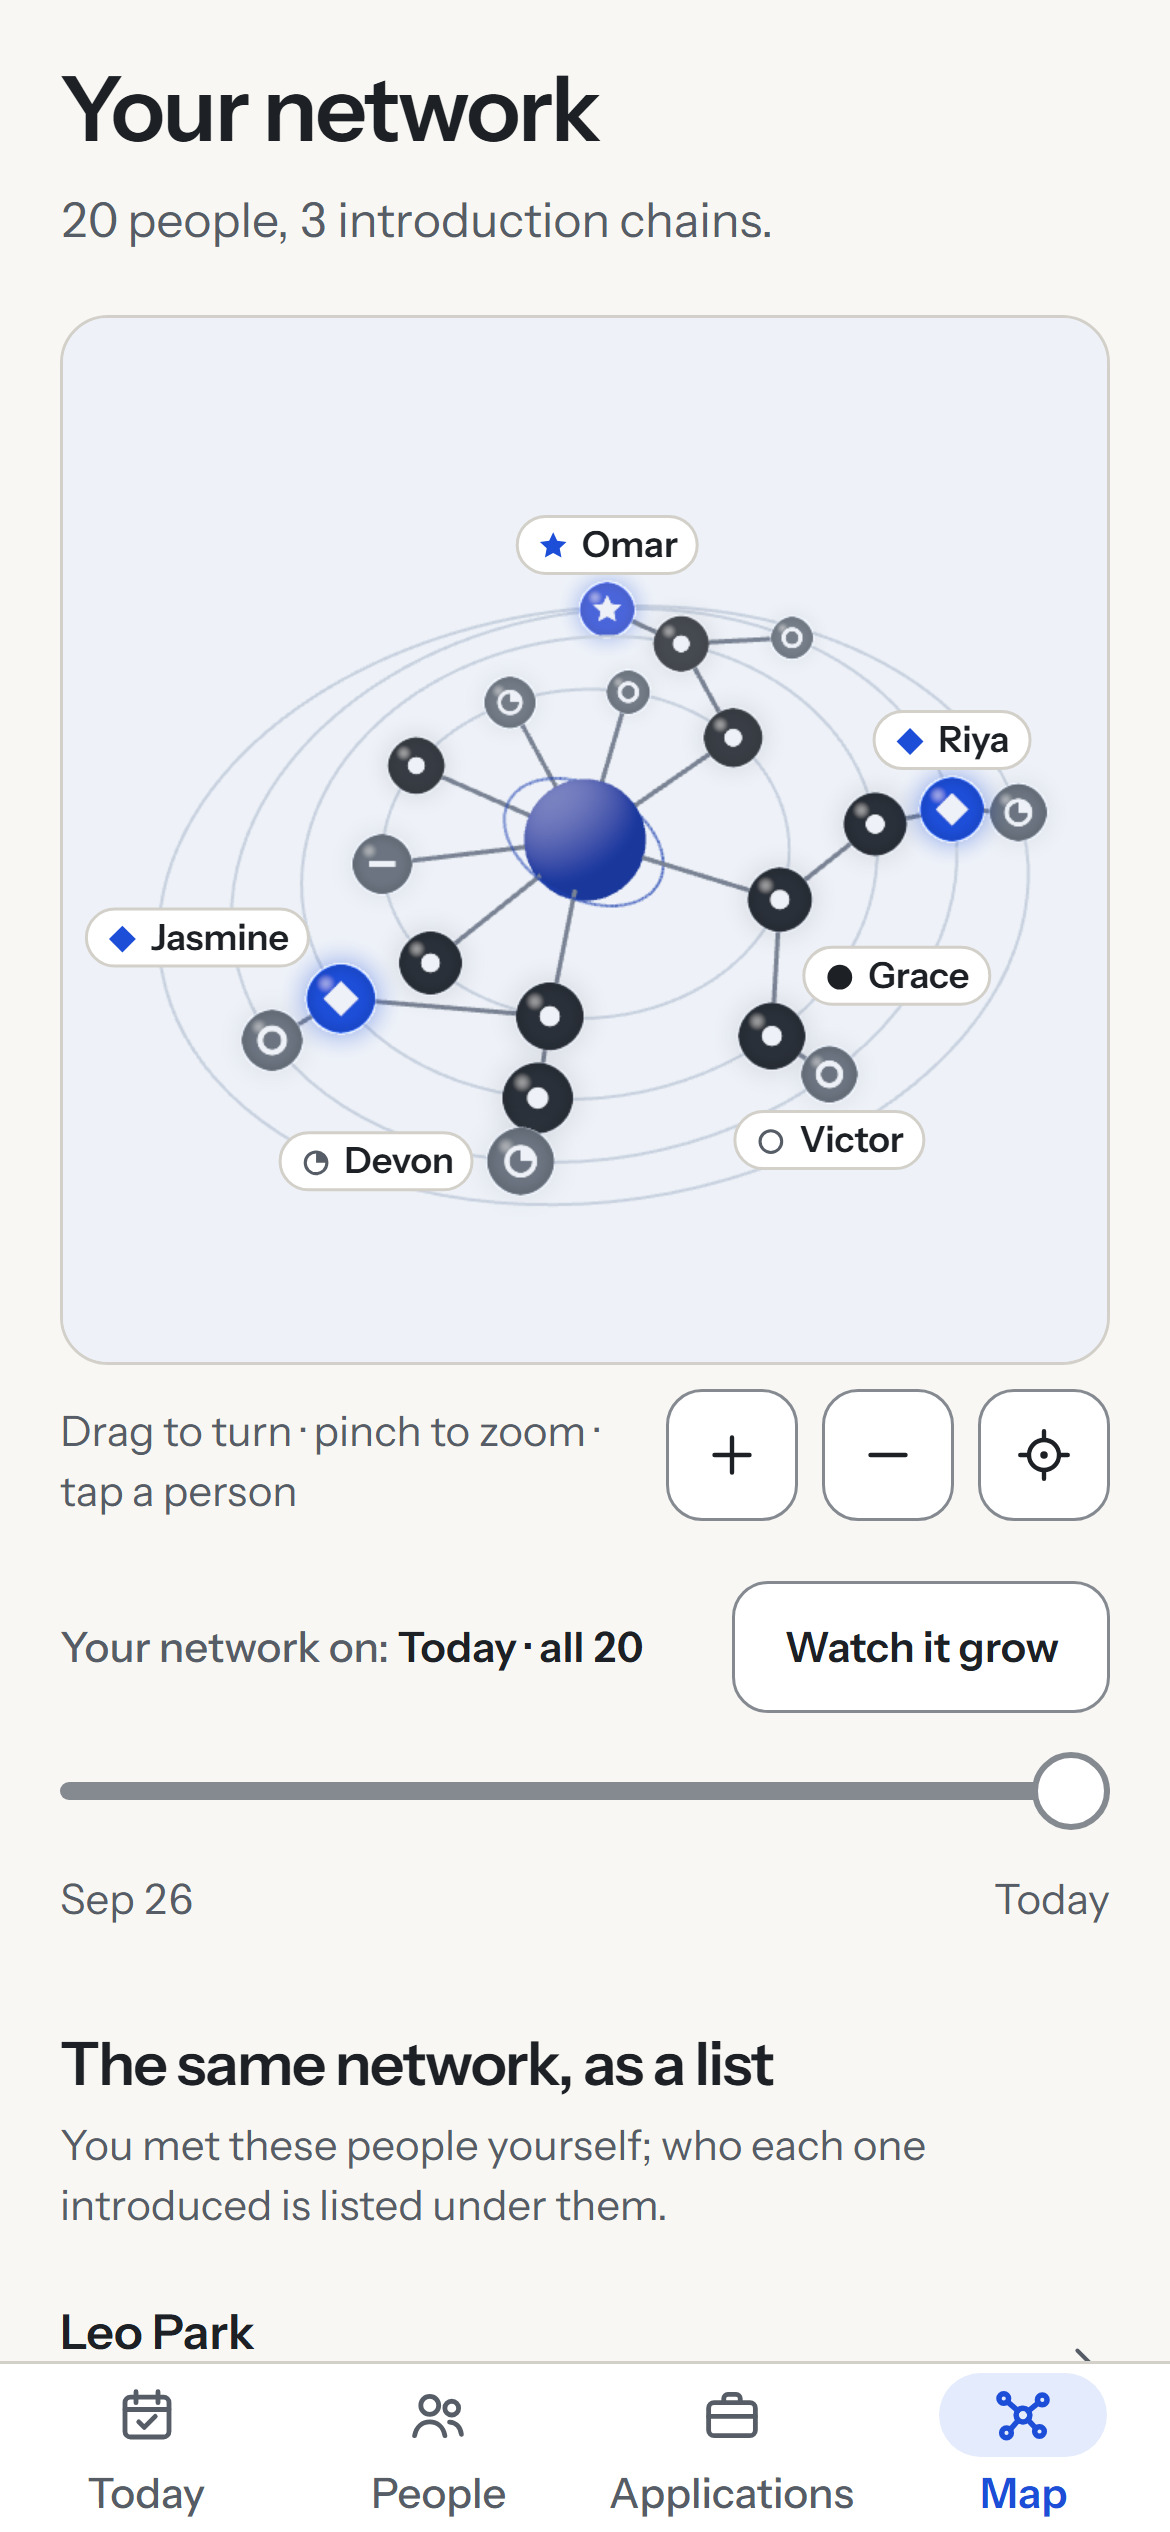 Your network
20 people, 3 introduction chains.
Omar
Riya
Jasmine
Grace
Victor
Devon
Drag to turn · pinch to zoom ·
tap a person
Your network on: Today · all 20
Watch it grow
Sep 26
Today
The same network, as a list
You met these people yourself; who each one
introduced is listed under them.
Leo Park
Today
People
Applications
Map